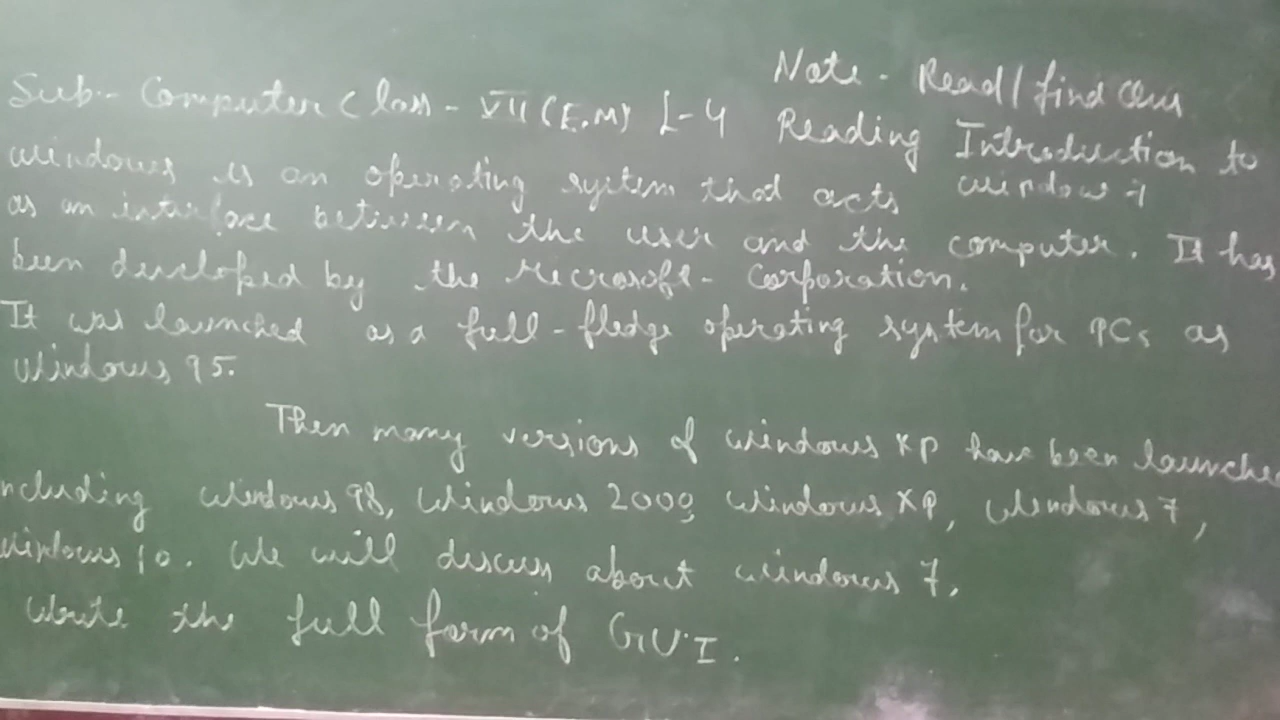 Note - Read/find Ans
Sub- Computer Class - VII (E.M) L-4 Reading Introduction to
window 7
windows is an operating system that acts
as an interface between the user and the computer. It has
been developed by the Microsoft- Corporation.
It was launched as a full-fledge operating system for PCs as
Windows 95.
Then many versions of windows XP have been launched
including windows 98, Windows 2000, windows XP, windows 7,
windows 10. We will discuss about windows 7.
Write the full form of G.U.I.